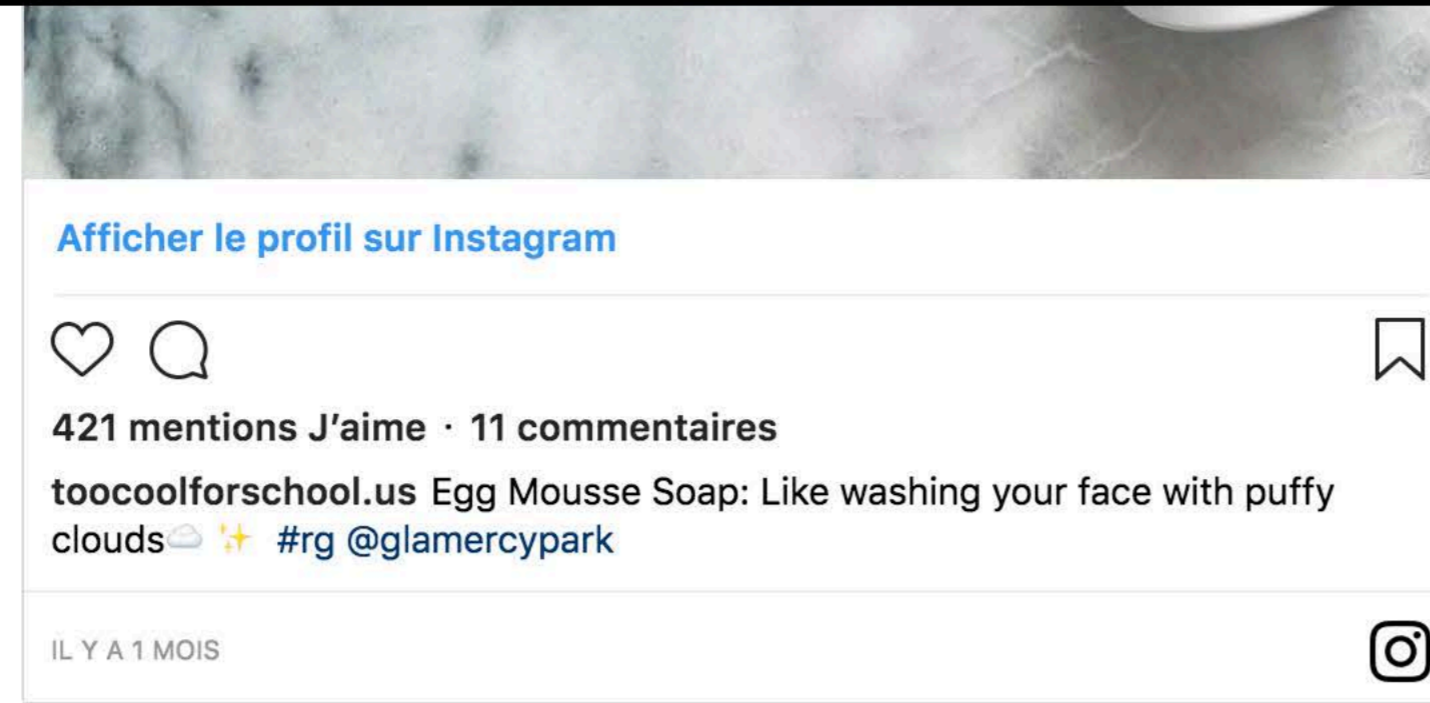 Afficher le profil sur Instagram
421 mentions J’aime · 11 commentaires
toocoolforschool.us Egg Mousse Soap: Like washing your face with puffy
clouds☁️ ✨ #rg @glamercypark
IL Y A 1 MOIS